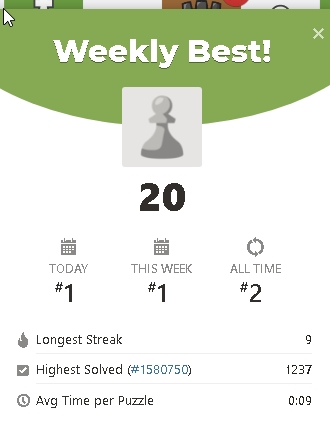 Weekly Best!
20
TODAY THIS WEEK ALL TIME
#1 #1 #2
Longest Streak 9
Highest Solved (#1580750) 1237
Avg Time per Puzzle 0:09